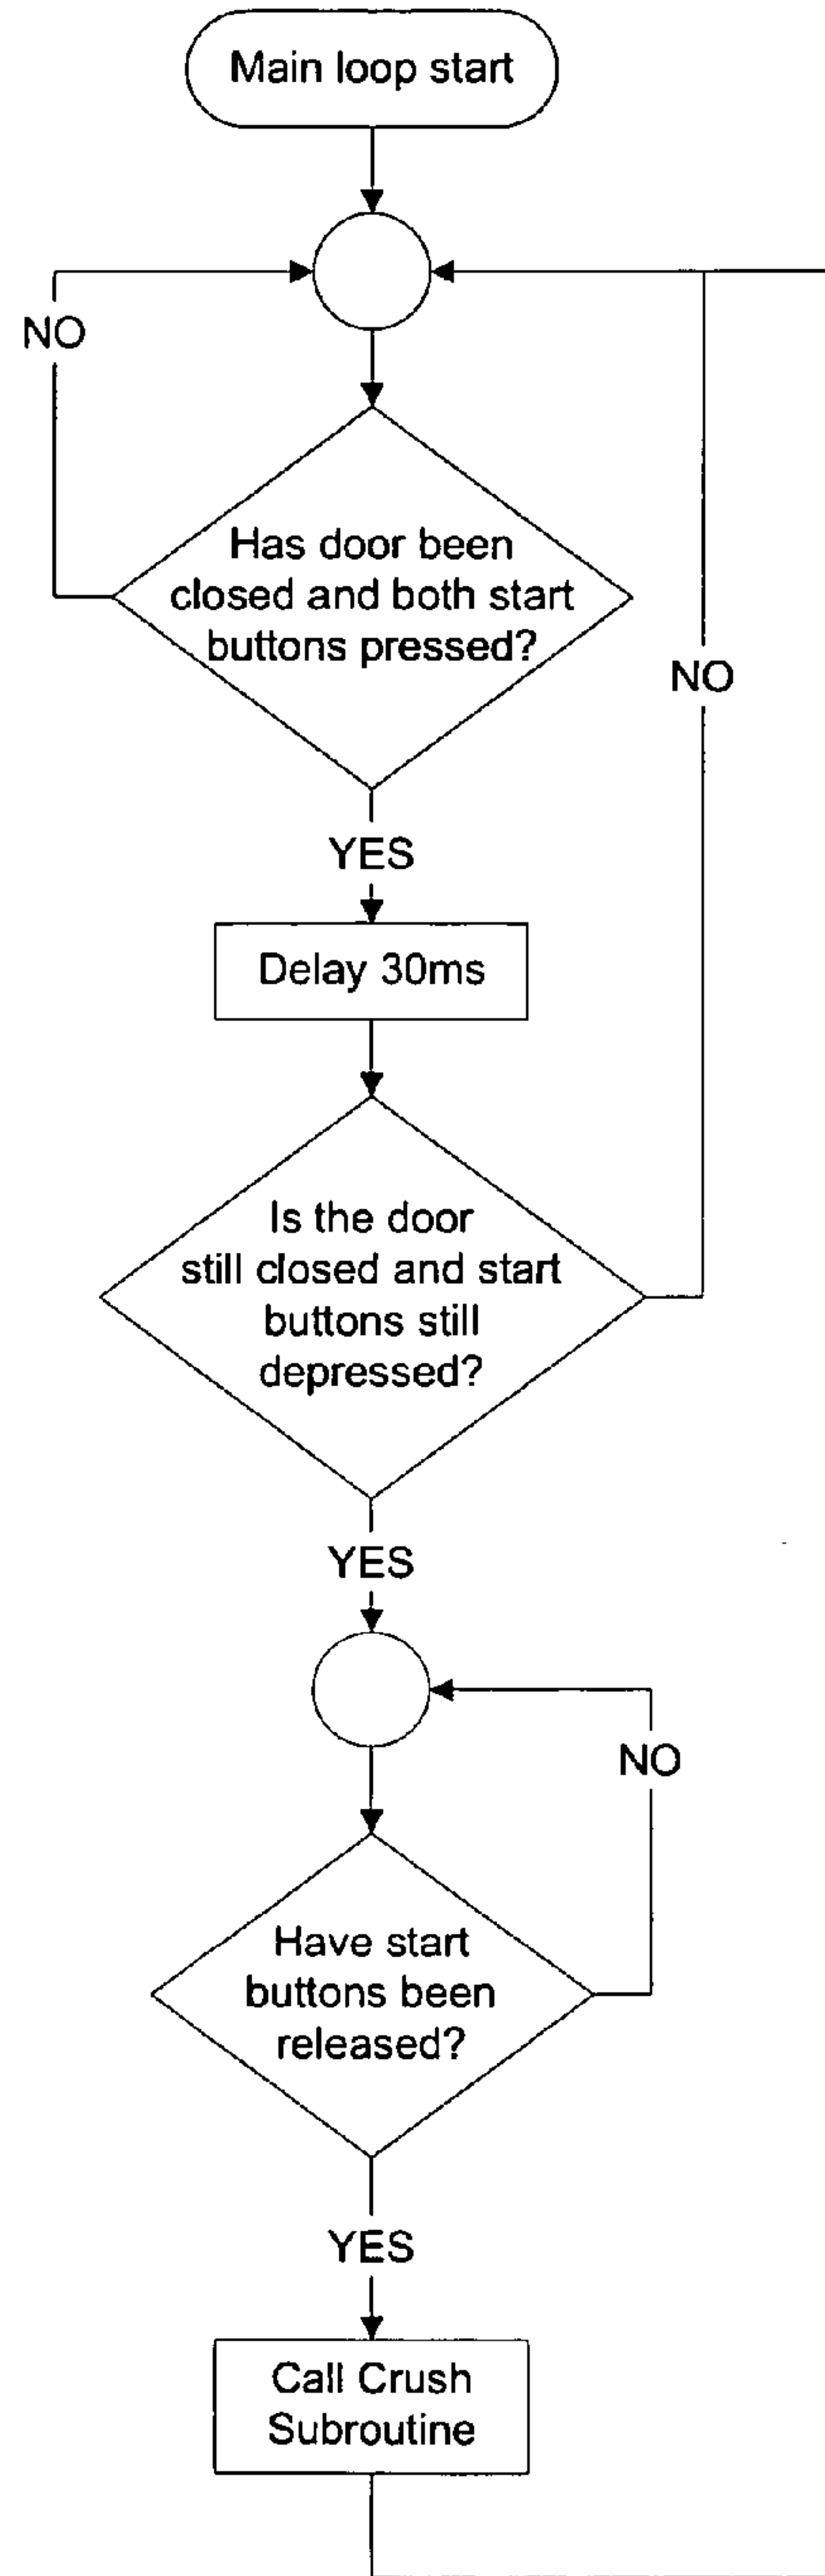 Main loop start
NO
Has door been
closed and both start
buttons pressed?
NO
YES
Delay 30ms
Is the door
still closed and start
buttons still
depressed?
YES
NO
Have start
buttons been
released?
YES
Call Crush
Subroutine